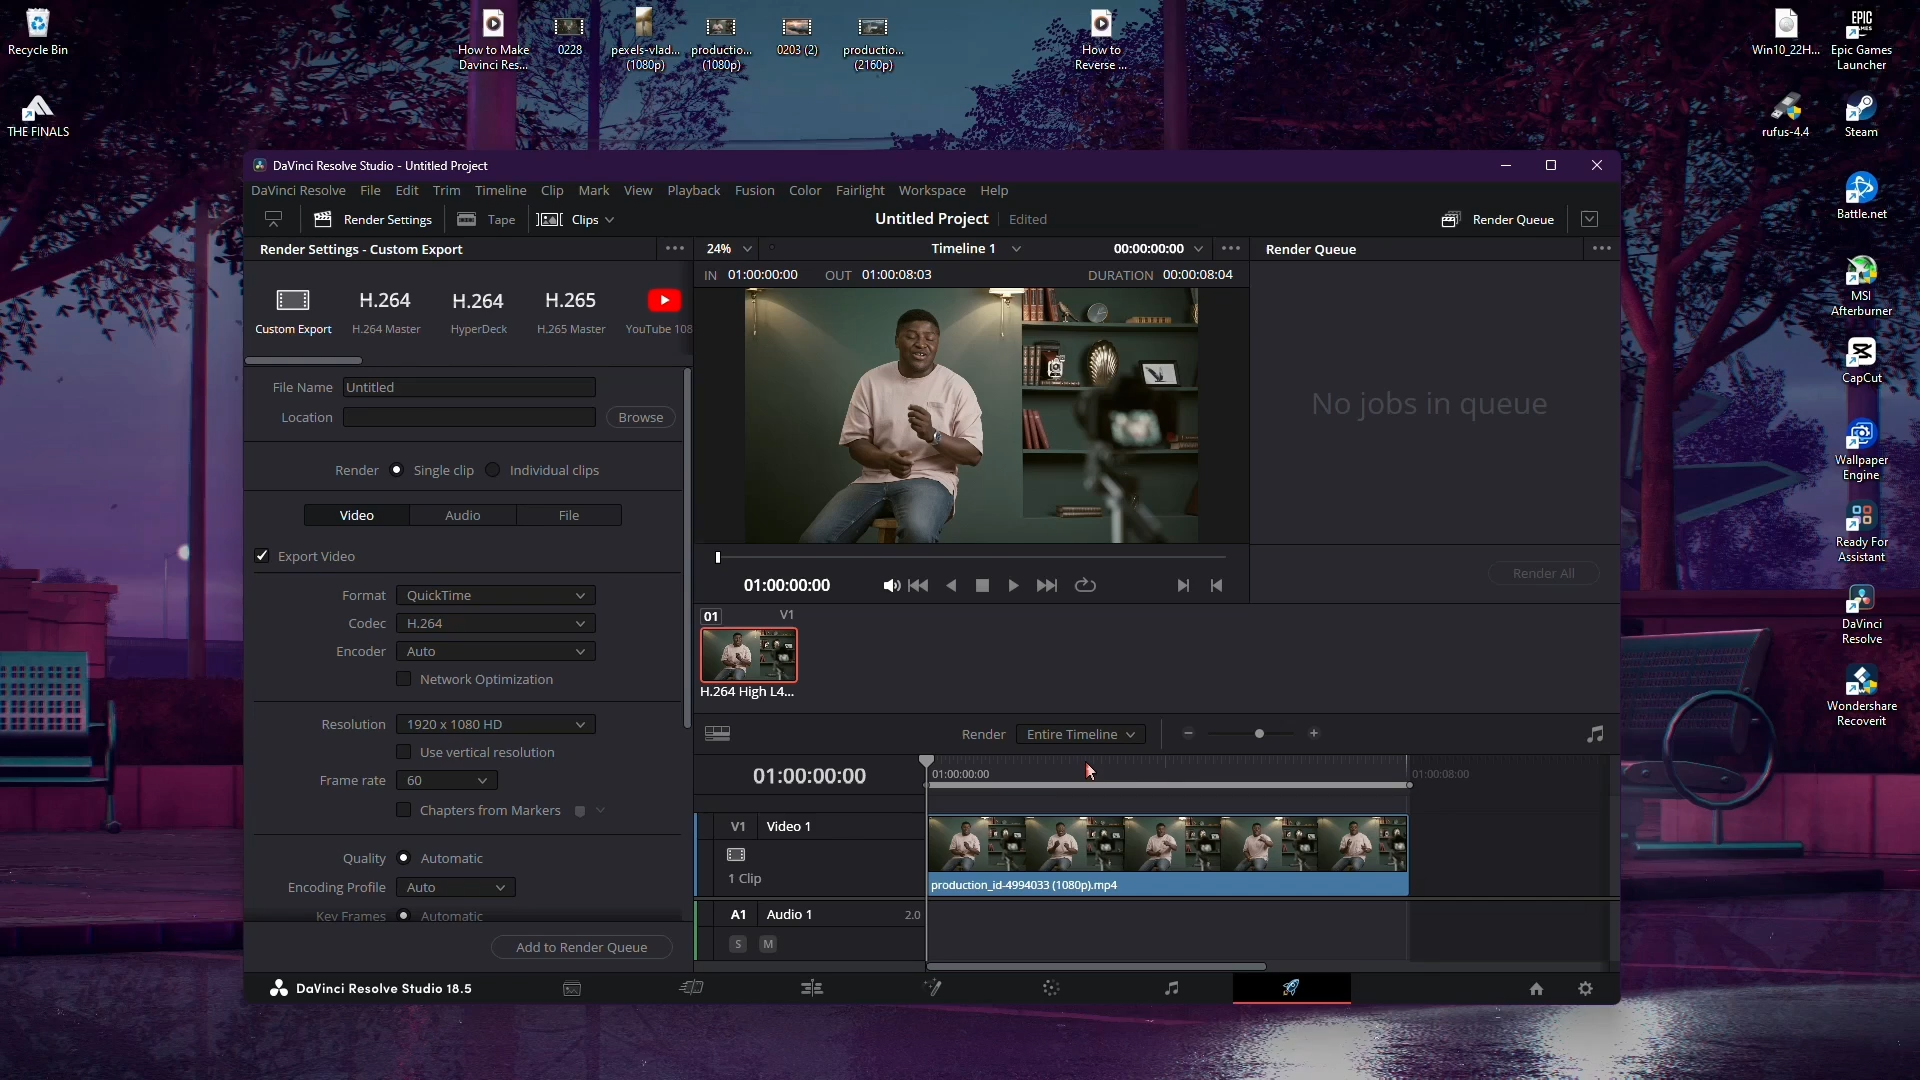 Recycle Bin
How to Make
Davinci Res...
0228
pexels-vlad...
(1080p)
productio...
(1080p)
0203 (2)
productio...
(2160p)
How to
Reverse ...
Win10_22H...
Epic Games
Launcher
THE FINALS
rufus-4.4
Steam
Battle.net
MSI
Afterburner
CapCut
Wallpaper
Engine
Ready For
Assistant
DaVinci
Resolve
Wondershare
Recoverit
DaVinci Resolve Studio - Untitled Project
DaVinci Resolve File Edit Trim Timeline Clip Mark View Playback Fusion Color Fairlight Workspace Help
Render Settings Tape Clips Untitled Project Edited Render Queue
Render Settings - Custom Export
24% Timeline 1 00:00:00:00
Render Queue
IN 01:00:00:00 OUT 01:00:08:03 DURATION 00:00:08:04
H.264 H.264 H.265
Custom Export H.264 Master HyperDeck H.265 Master YouTube 108
File Name Untitled
Location Browse
Render Single clip Individual clips
Video Audio File
Export Video
Format QuickTime
Codec H.264
Encoder Auto
Network Optimization
Resolution 1920 x 1080 HD
Use vertical resolution
Frame rate 60
Chapters from Markers
Quality Automatic
Encoding Profile Auto
Key Frames Automatic
Add to Render Queue
No jobs in queue
Render All
01:00:00:00
01 V1
H.264 High L4...
Render Entire Timeline
01:00:00:00 01:00:00:00 01:00:08:00
V1 Video 1
1 Clip
production_id-4994033 (1080p).mp4
A1 Audio 1 2.0
S M
DaVinci Resolve Studio 18.5
EPIC
GAMES